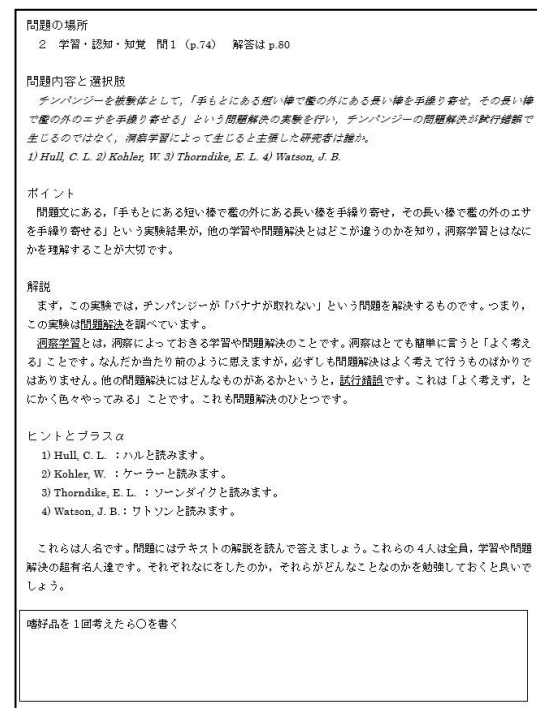 問題の場所
2 学習・認知・知覚 問1 (p.74) 解答は p.80
問題内容と選択肢
チンパンジーを被験体として,「手もとにある短い棒で檻の外にある長い棒を手繰り寄せ,その長い棒
で檻の外のエサを手繰り寄せる」という問題解決の実験を行い,チンパンジーの問題解決が試行錯誤で
生じるのではなく,洞察学習によって生じると主張した研究者は誰か。
1) Hull, C. L. 2) Kohler, W. 3) Thorndike, E. L. 4) Watson, J. B.
ポイント
問題文にある,「手もとにある短い棒で檻の外にある長い棒を手繰り寄せ,その長い棒で檻の外のエサ
を手繰り寄せる」という実験結果が,他の学習や問題解決とはどこが違うのかを知り,洞察学習とはなに
かを理解することが大切です。
解説
まず,この実験では,チンパンジーが「バナナが取れない」という問題を解決するものです。つまり,
この実験は問題解決を調べています。
洞察学習とは,洞察によっておきる学習や問題解決のことです。洞察はとても簡単に言うと「よく考え
る」ことです。なんだか当たり前のように思えますが,必ずしも問題解決はよく考えて行うものばかりで
はありません。他の問題解決にはどんなものがあるかというと,試行錯誤です。これは「よく考えず,と
にかく色々やってみる」ことです。これも問題解決のひとつです。
ヒントとプラスα
1) Hull, C. L. :ハルと読みます。
2) Kohler, W. :ケーラーと読みます。
3) Thorndike, E. L. :ソーンダイクと読みます。
4) Watson, J. B.:ワトソンと読みます。
これらは人名です。問題にはテキストの解説を読んで答えましょう。これらの4人は全員,学習や問題
解決の超有名人達です。それぞれなにをしたのか,それらがどんなことなのかを勉強しておくと良いで
しょう。
嗜好品を1回考えたら○を書く